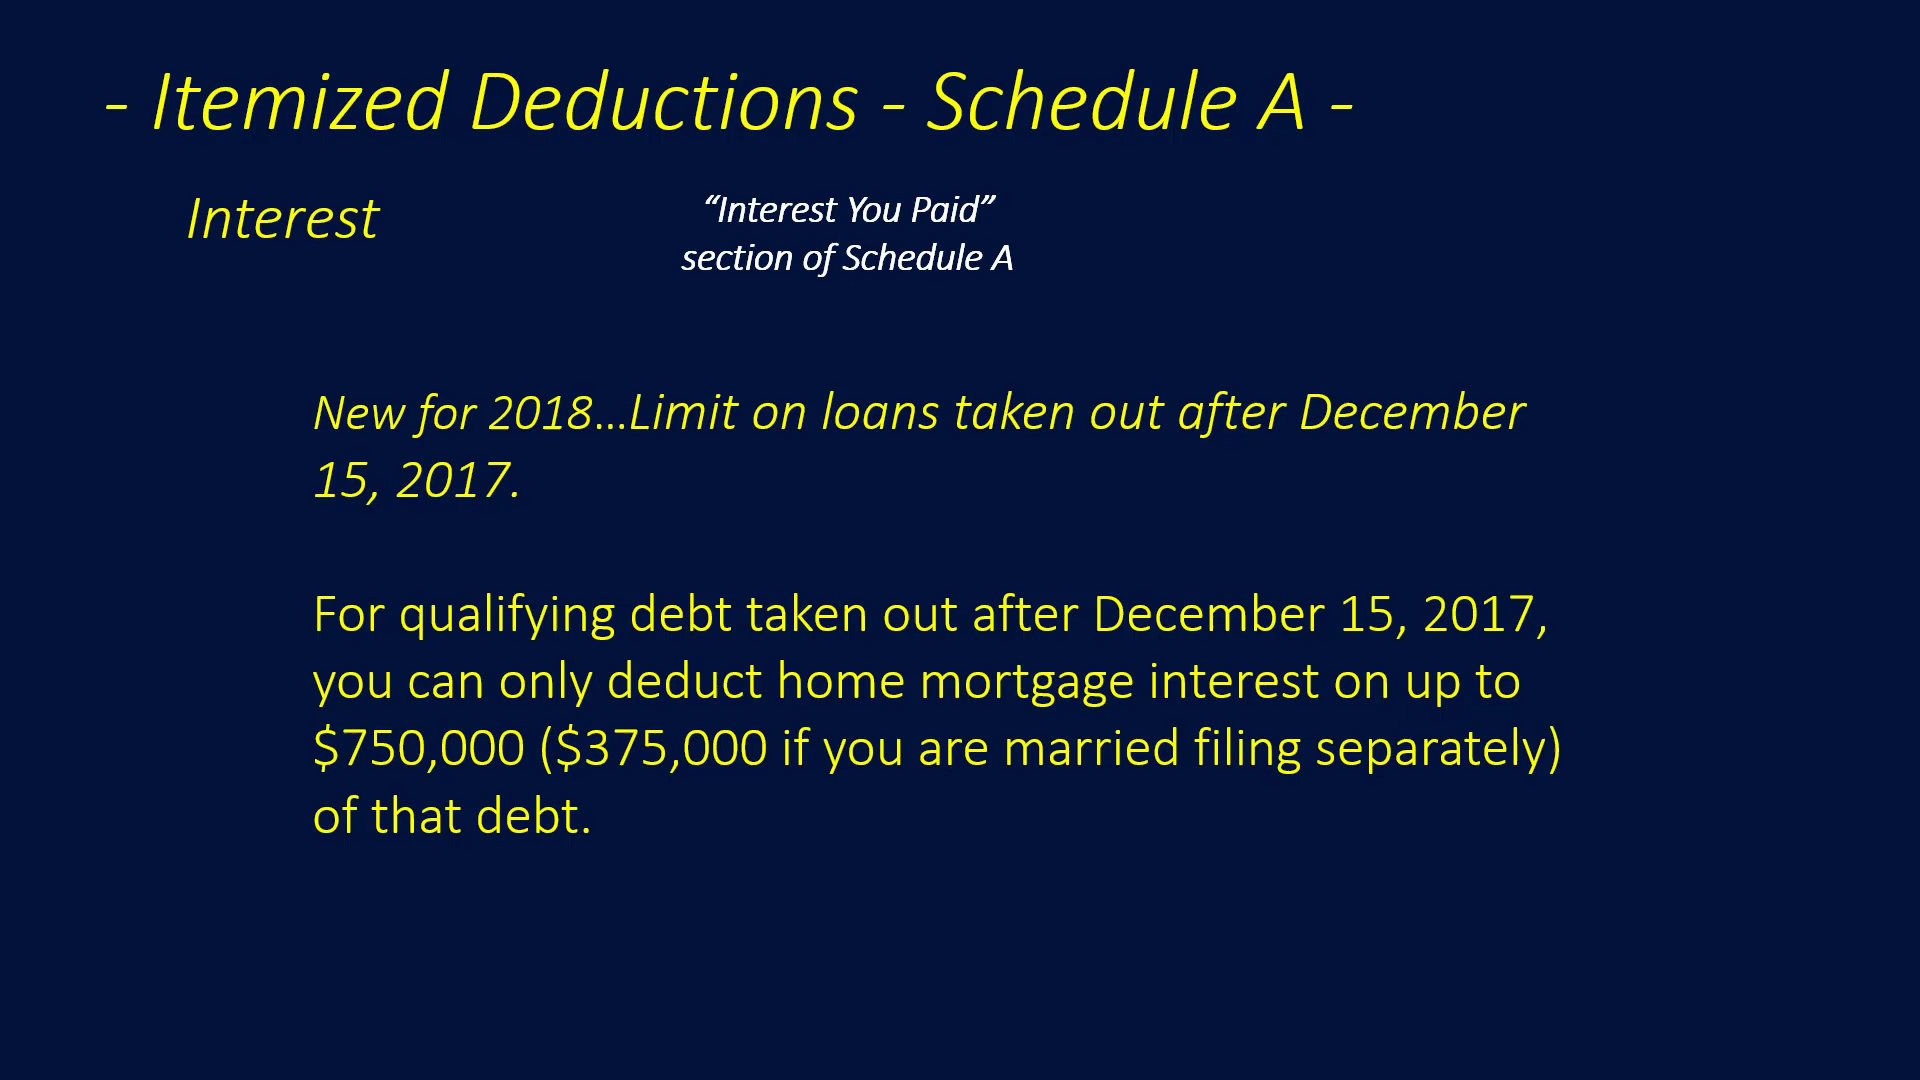 - Itemized Deductions - Schedule A -
Interest
“Interest You Paid”
section of Schedule A
New for 2018...Limit on loans taken out after December
15, 2017.
For qualifying debt taken out after December 15, 2017,
you can only deduct home mortgage interest on up to
$750,000 ($375,000 if you are married filing separately)
of that debt.